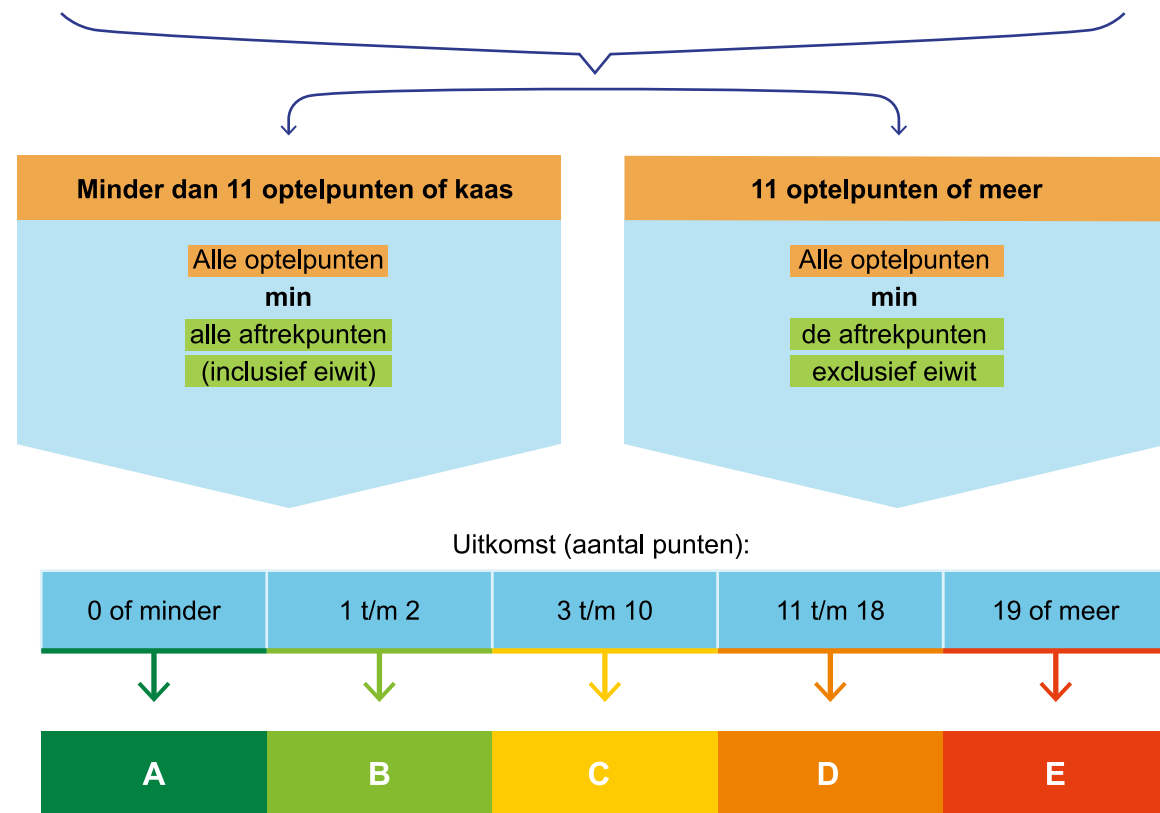 Minder dan 11 optelpunten of kaas
Alle optelpunten
min
alle aftrekpunten
(inclusief eiwit)
11 optelpunten of meer
Alle optelpunten
min
de aftrekpunten
exclusief eiwit
Uitkomst (aantal punten):
0 of minder
1 t/m 2
3 t/m 10
11 t/m 18
19 of meer
A
B
C
D
E